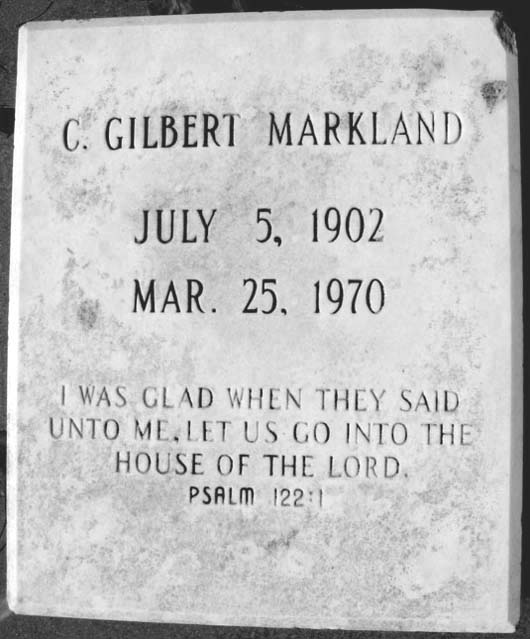 C. GILBERT MARKLAND
JULY 5, 1902
MAR. 25, 1970
I WAS GLAD WHEN THEY SAID
UNTO ME, LET US GO INTO THE
HOUSE OF THE LORD.
PSALM 122:1